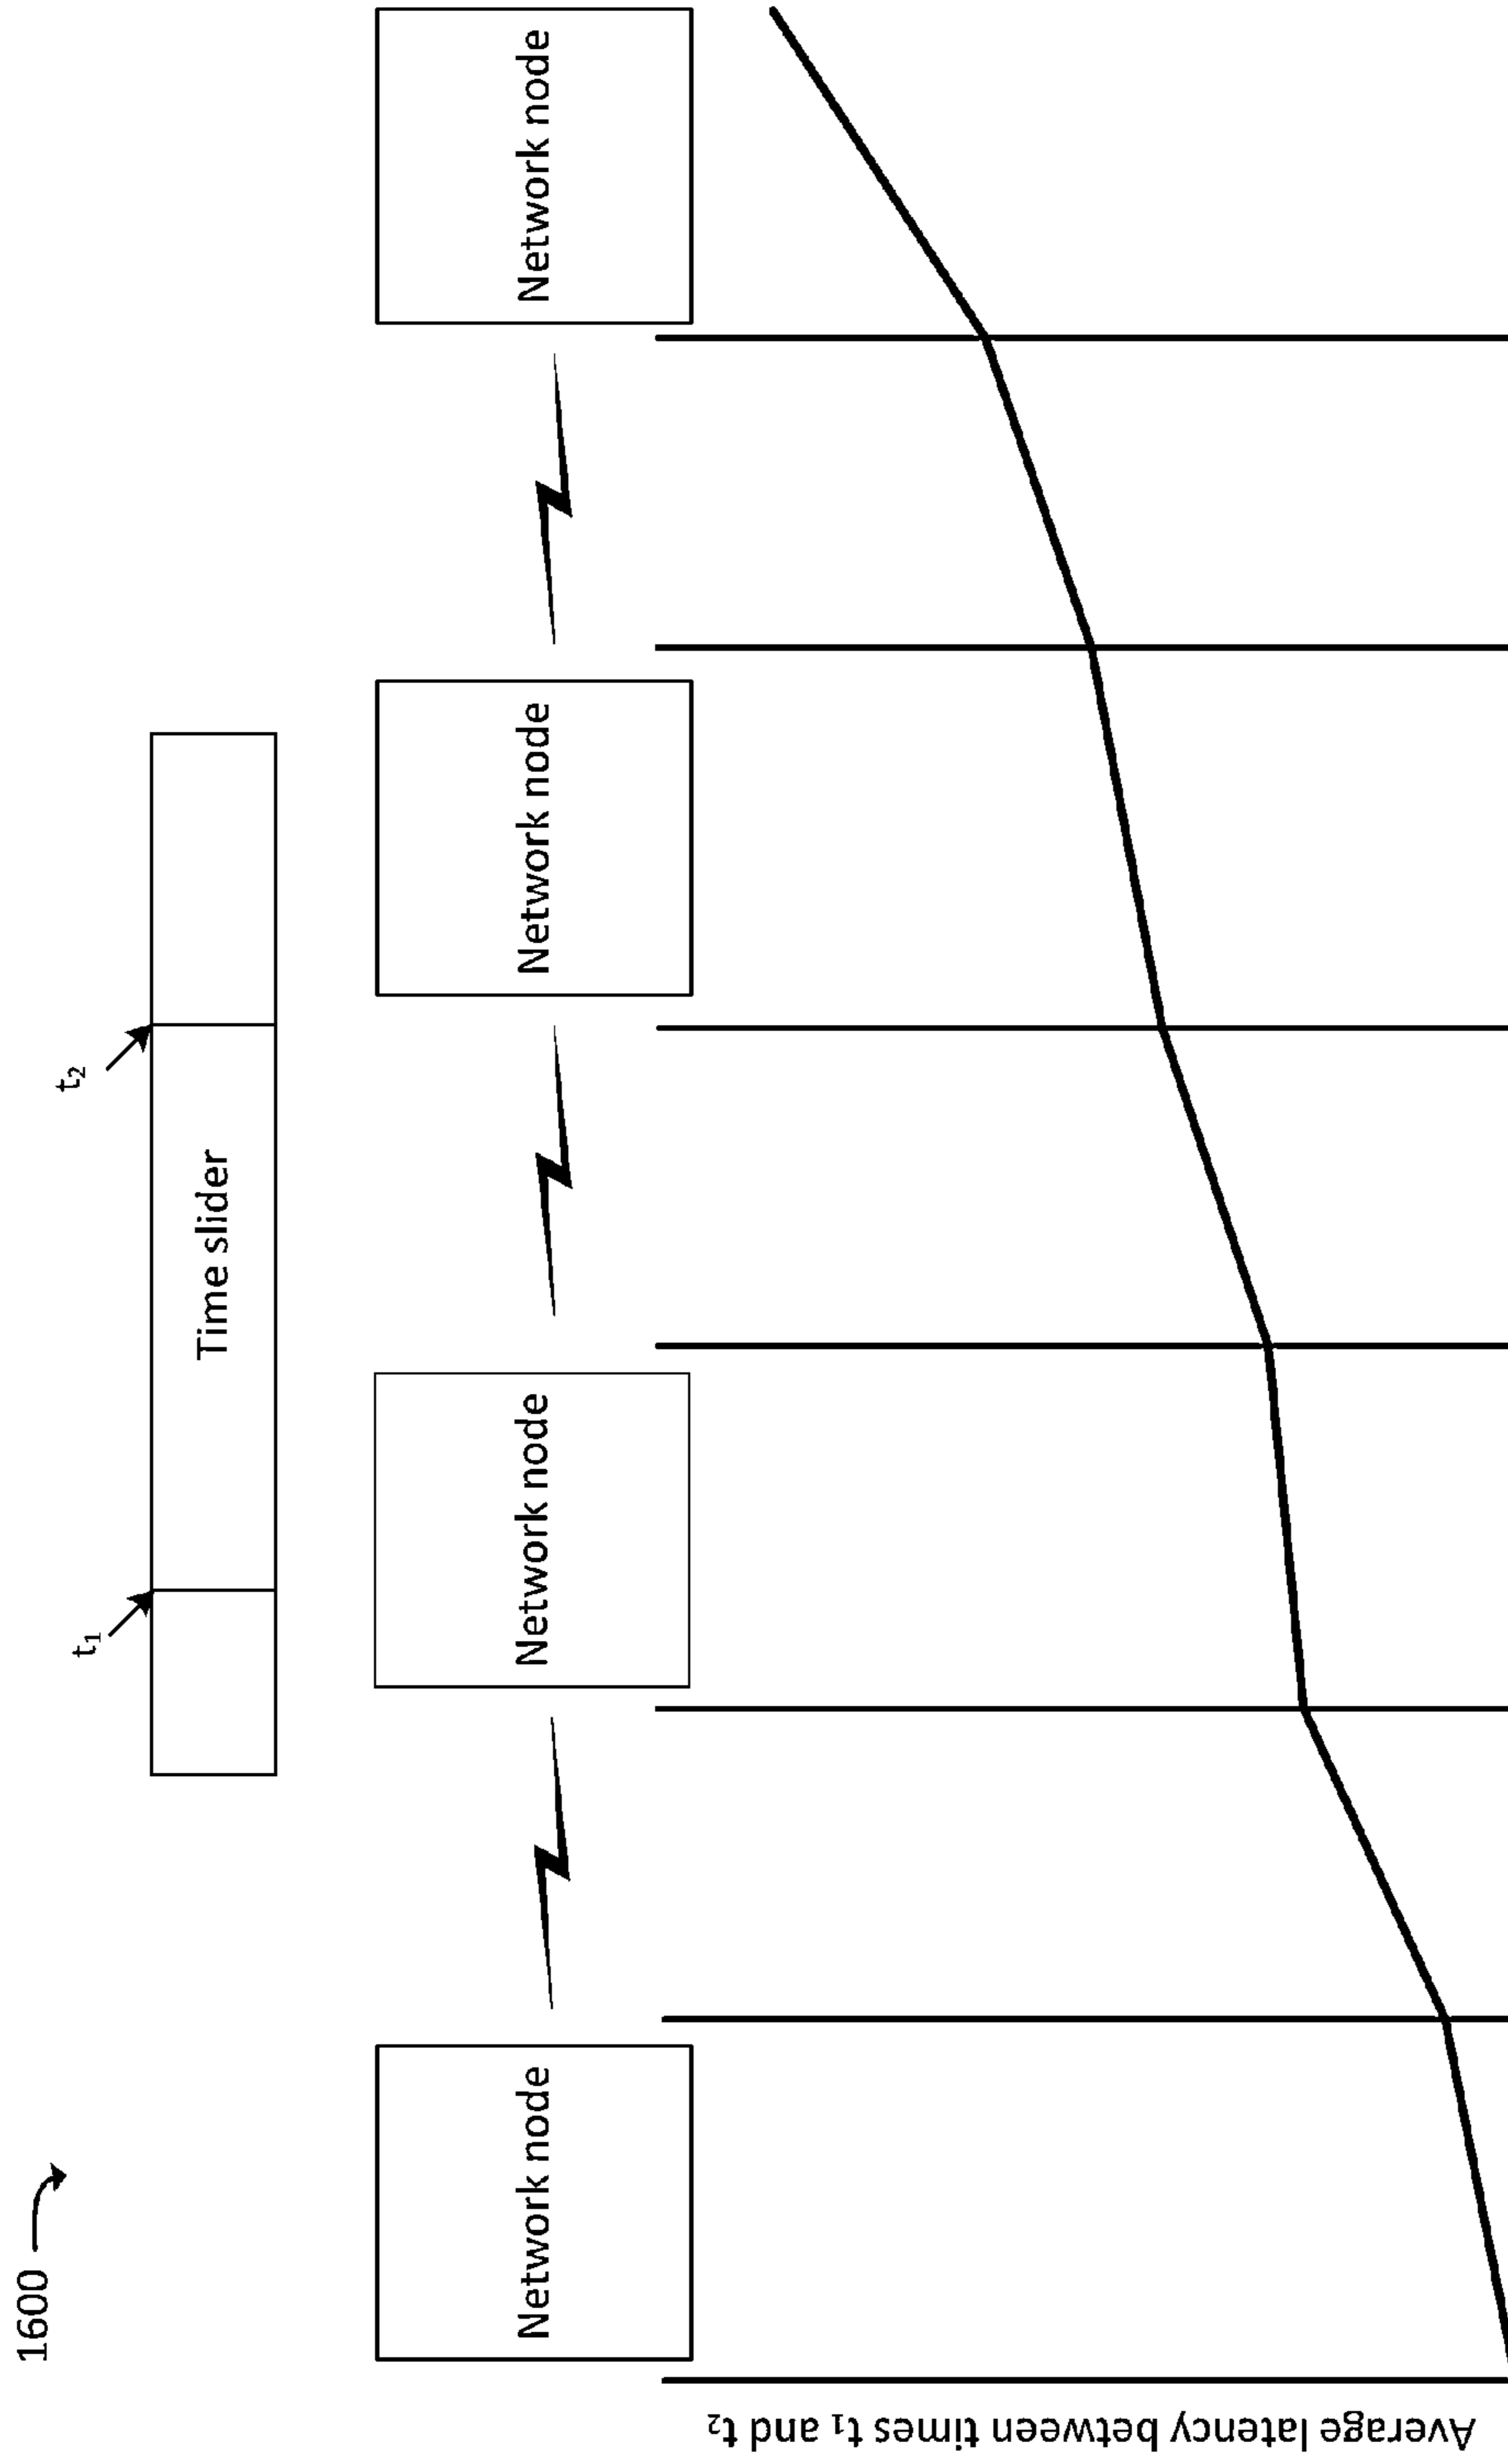 1600
t₁
t₂
Time slider
Network node
Network node
Network node
Network node
Average latency between times t₁ and t₂